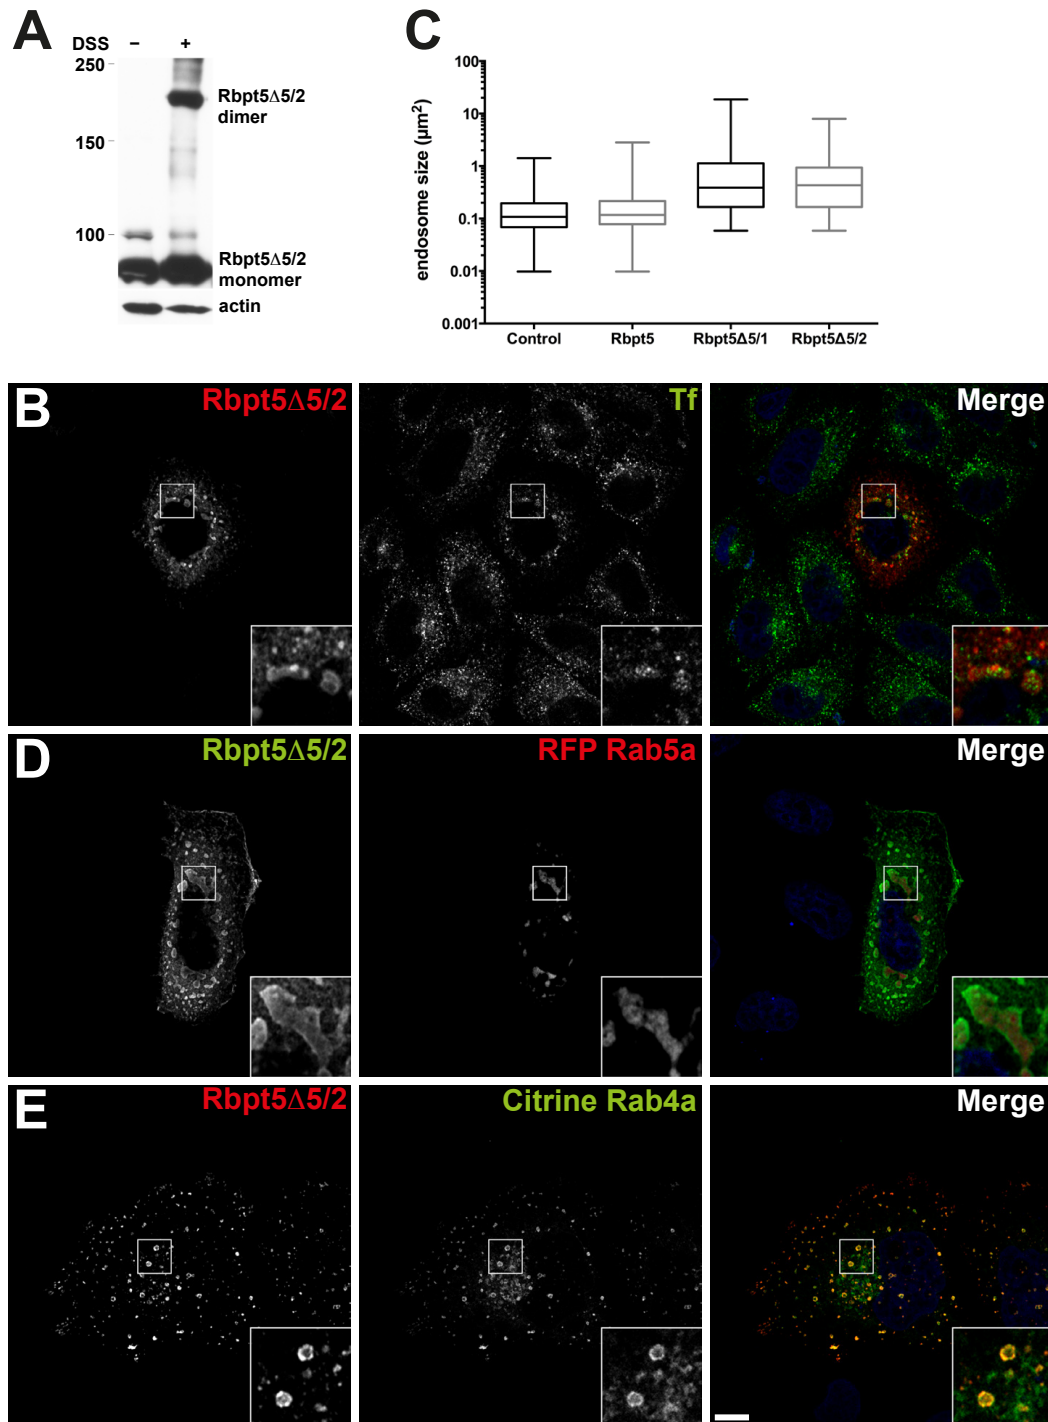 A
DSS – +
250
Rbpt5Δ5/2
dimer
150
100
Rbpt5Δ5/2
monomer
actin
C
endosome size (µm²)
100
10
1
0.1
0.01
0.001
Control Rbpt5 Rbpt5Δ5/1 Rbpt5Δ5/2
B Rbpt5Δ5/2 Tf Merge
D Rbpt5Δ5/2 RFP Rab5a Merge
E Rbpt5Δ5/2 Citrine Rab4a Merge